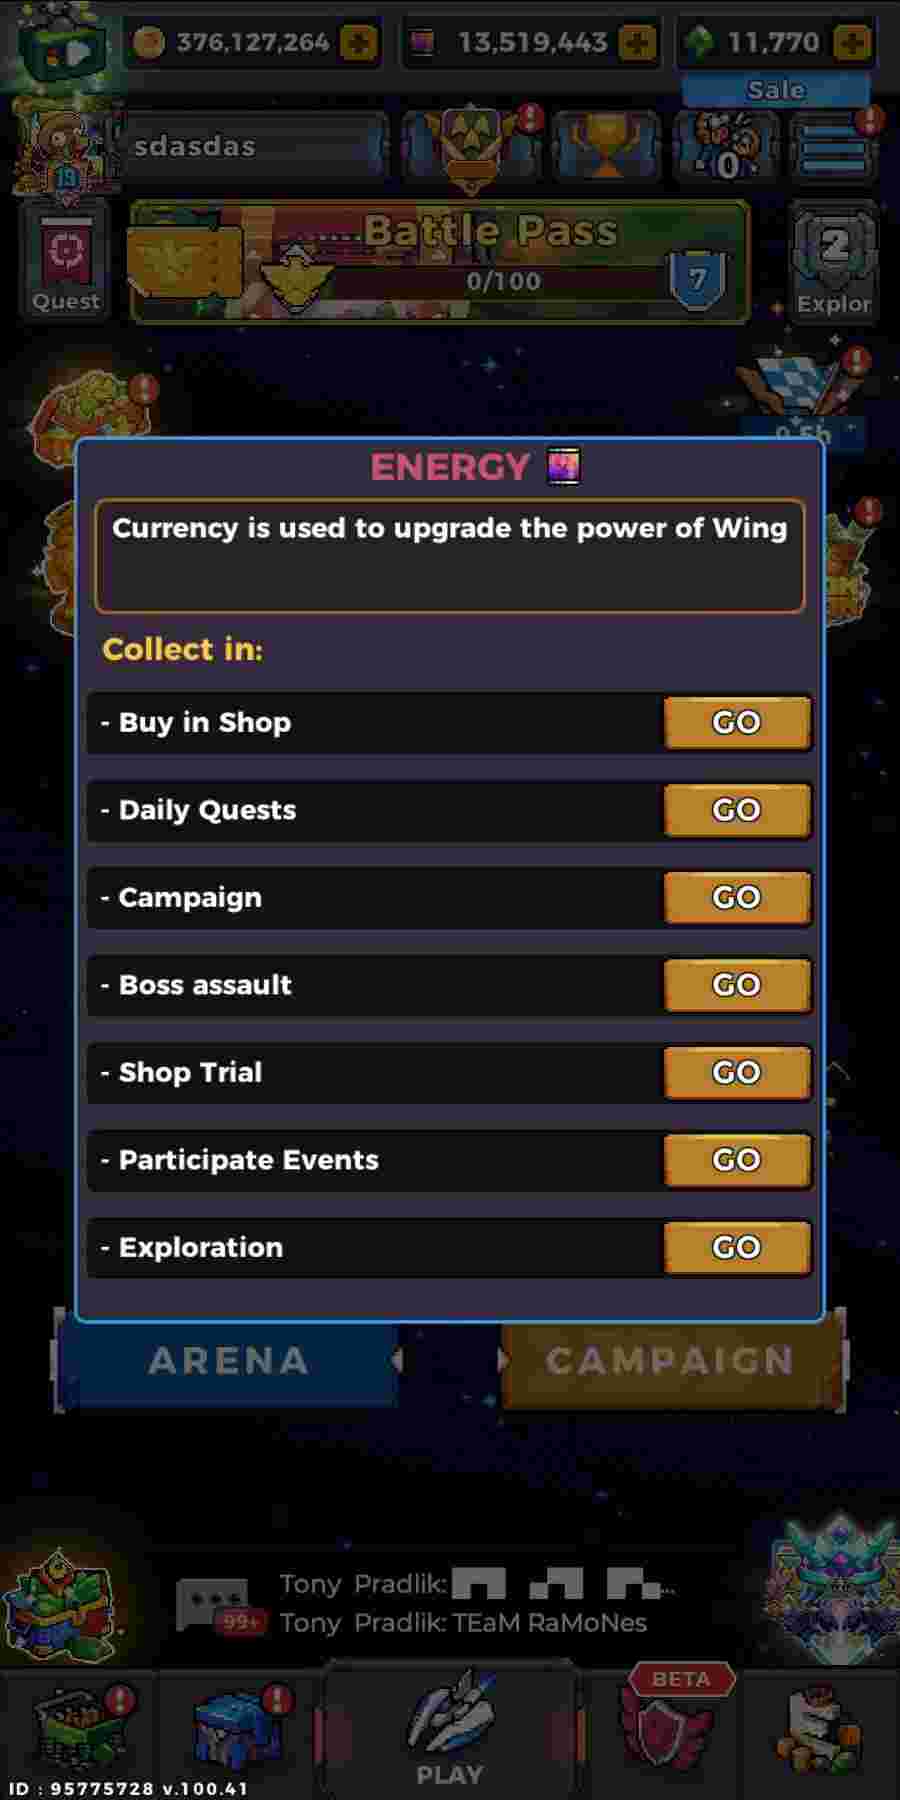 376,127,264
13,519,443
11,770
Sale
19
sdasdas
0
Quest
Battle Pass
0/100
7
2
Explor
9.5h
ENERGY
Currency is used to upgrade the power of Wing
Collect in:
- Buy in Shop
GO
- Daily Quests
GO
- Campaign
GO
- Boss assault
GO
- Shop Trial
GO
- Participate Events
GO
- Exploration
GO
ARENA
CAMPAIGN
Tony Pradlik:
99+
Tony Pradlik: TEaM RaMoNes
BETA
PLAY
ID : 95775728 v.100.41